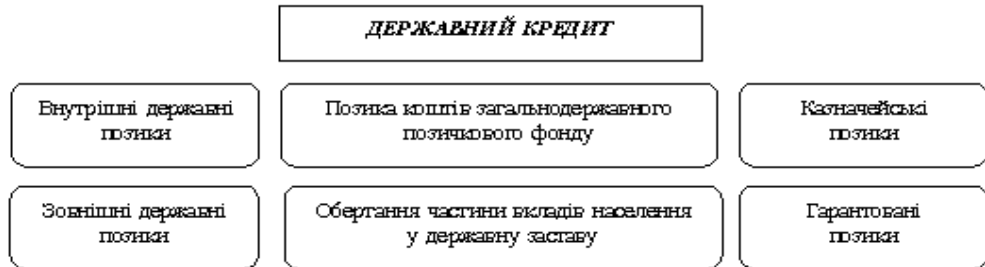 ДЕРЖАВНИЙ КРЕДИТ
Внутрішні державні
позики
Позика коштів загальнодержавного
позичкового фонду
Казначейські
позики
Зовнішні державні
позики
Обертання частини вкладів населення
у державну заставу
Гарантовані
позики